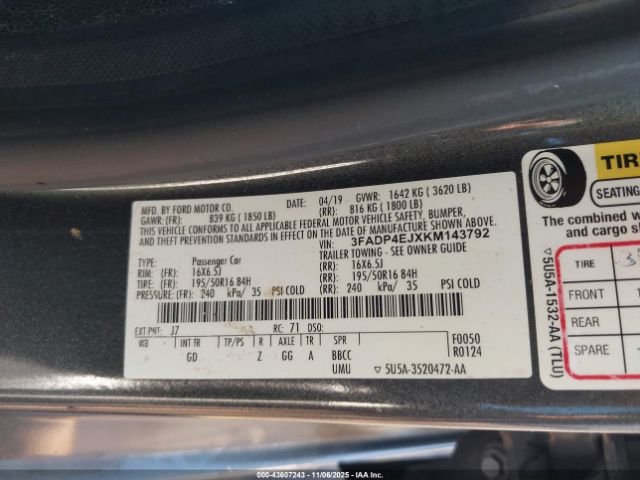 MFD. BY FORD MOTOR CO.
DATE: 04/19 GVWR: 1642 KG ( 3620 LB)
GAWR:(FR): 839 KG ( 1850 LB) (RR): 816 KG ( 1800 LB)
THIS VEHICLE CONFORMS TO ALL APPLICABLE FEDERAL MOTOR VEHICLE SAFETY, BUMPER,
AND THEFT PREVENTION STANDARDS IN EFFECT ON THE DATE OF MANUFACTURE SHOWN ABOVE.
VIN: 3FADP4EJXKM143792
TYPE: Passenger Car TRAILER TOWING - SEE OWNER GUIDE
RIM: (FR): 16X6.5J (RR): 16X6.5J
TIRE: (FR): 195/50R16 84H (RR): 195/50R16 84H
PRESSURE: (FR): 240 kPa/ 35 PSI COLD (RR): 240 kPa/ 35 PSI COLD
EXT PNT: J7 RC: 71 DSO:
WB INT TR TP/PS R AXLE TR SPR F0050
GD Z GG A BBCC R0124
UMU 5U5A-3520472-AA
TIR
SEATING
The combined w
and cargo s
TIRE
FRONT
REAR
SPARE
5U5A-1532-AA (TLU)
00-43607243 - 11/06/2025 - IAA Inc.